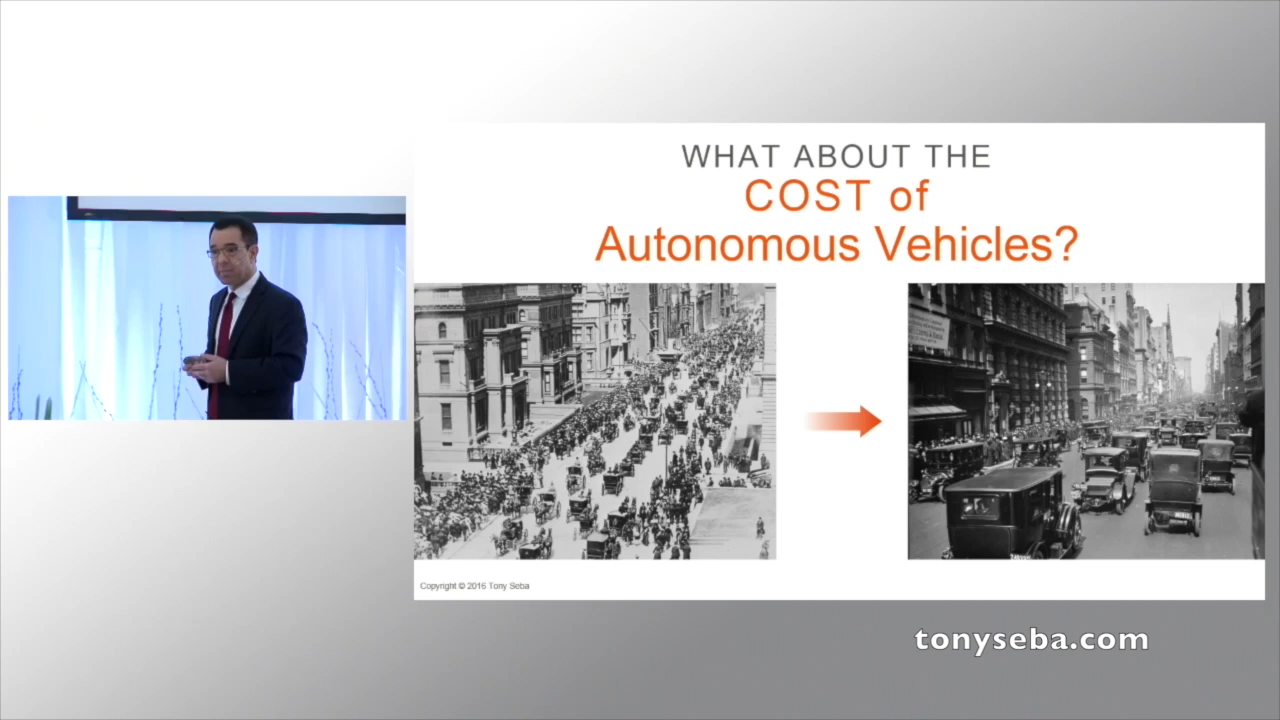 WHAT ABOUT THE
COST of
Autonomous Vehicles?
Copyright © 2016 Tony Seba
tonyseba.com